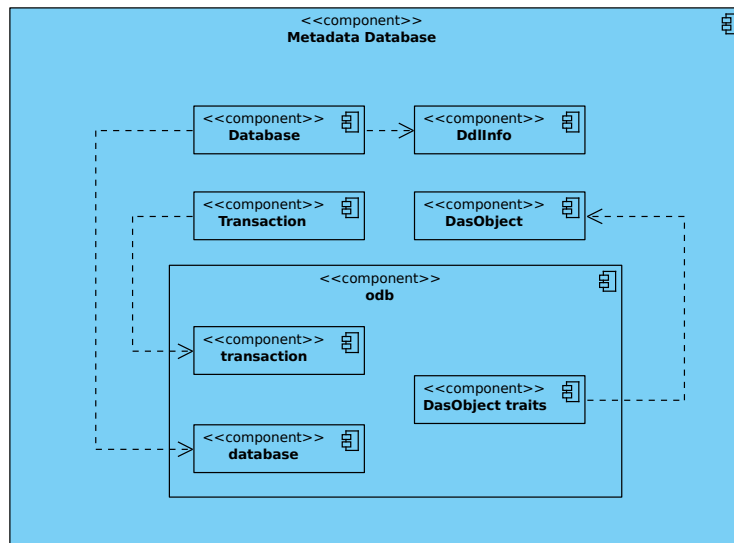 <<component>>
Metadata Database
<<component>>
Database
<<component>>
DdlInfo
<<component>>
Transaction
<<component>>
DasObject
<<component>>
odb
<<component>>
transaction
<<component>>
DasObject traits
<<component>>
database